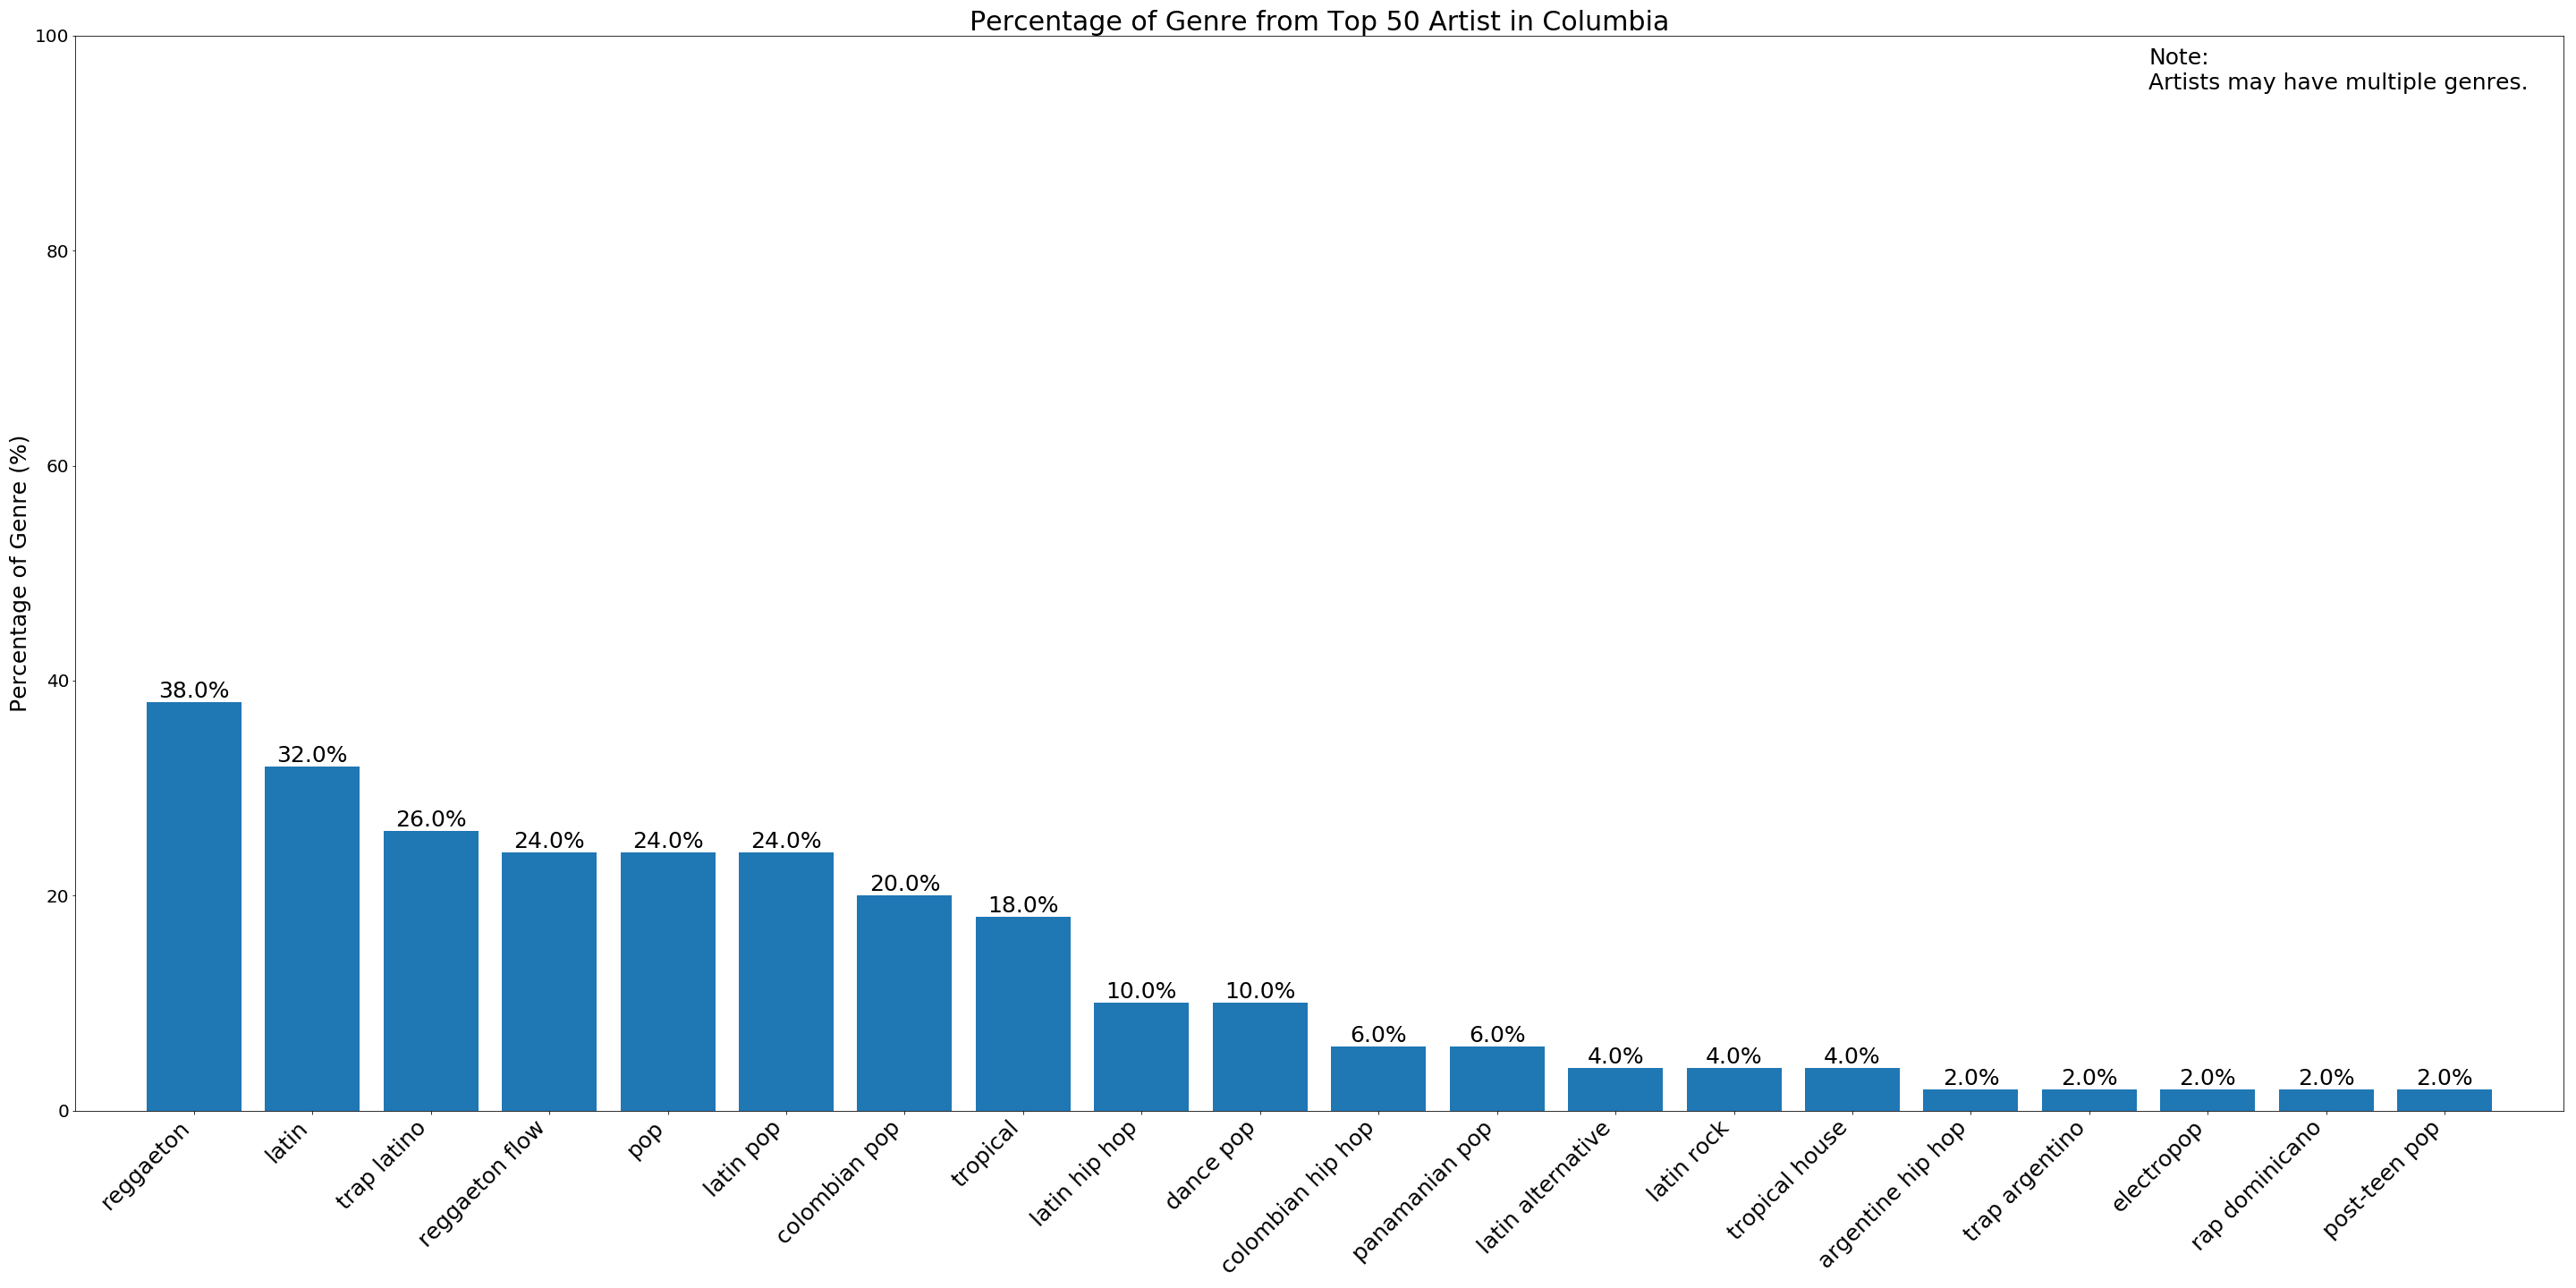 Percentage of Genre from Top 50 Artist in Columbia
Note:
Artists may have multiple genres.
Percentage of Genre (%)
100
80
60
40
20
0
38.0%
32.0%
26.0%
24.0%
24.0%
24.0%
20.0%
18.0%
10.0%
10.0%
6.0%
6.0%
4.0%
4.0%
4.0%
2.0%
2.0%
2.0%
2.0%
2.0%
reggaeton
latin
trap latino
reggaeton flow
pop
latin pop
colombian pop
tropical
latin hip hop
dance pop
colombian hip hop
panamanian pop
latin alternative
latin rock
tropical house
argentine hip hop
trap argentino
electropop
rap dominicano
post-teen pop